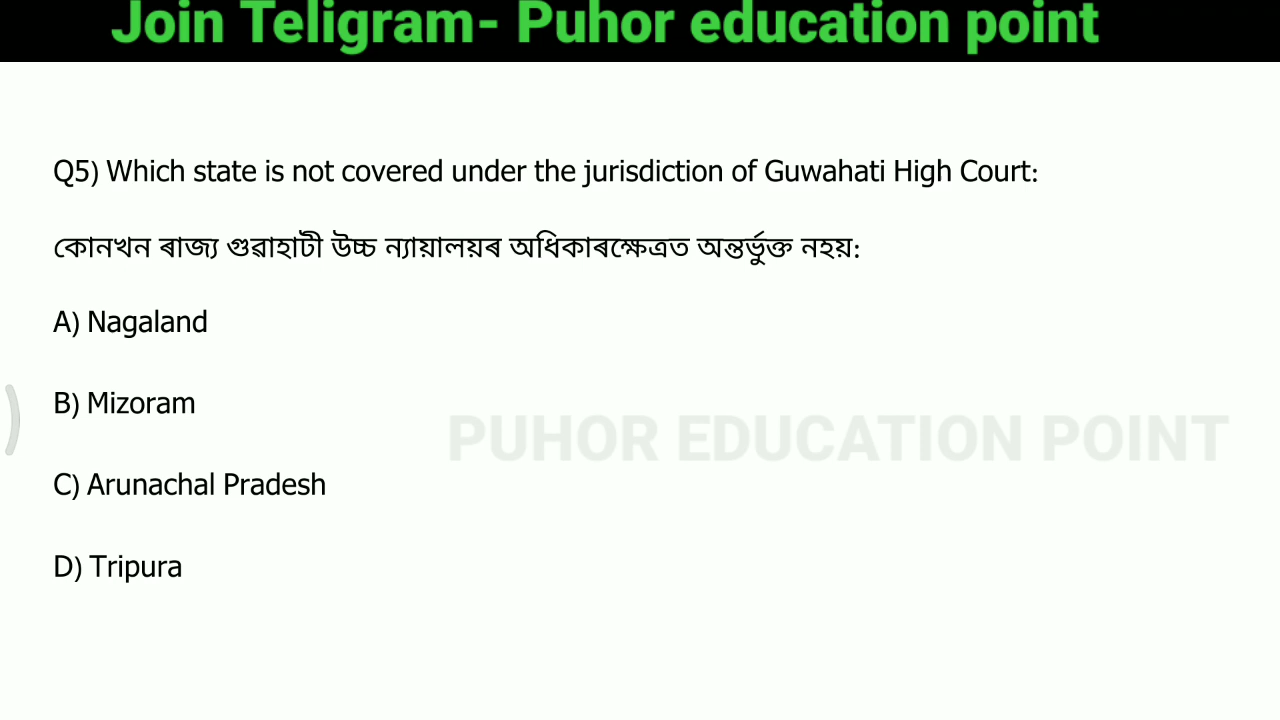 Join Teligram- Puhor education point
Q5) Which state is not covered under the jurisdiction of Guwahati High Court:
কোনখন ৰাজ্য গুৱাহাটী উচ্চ ন্যায়ালয়ৰ অধিকাৰক্ষেত্ৰত অন্তৰ্ভুক্ত নহয়:
A) Nagaland
B) Mizoram
PUHOR EDUCATION POINT
C) Arunachal Pradesh
D) Tripura